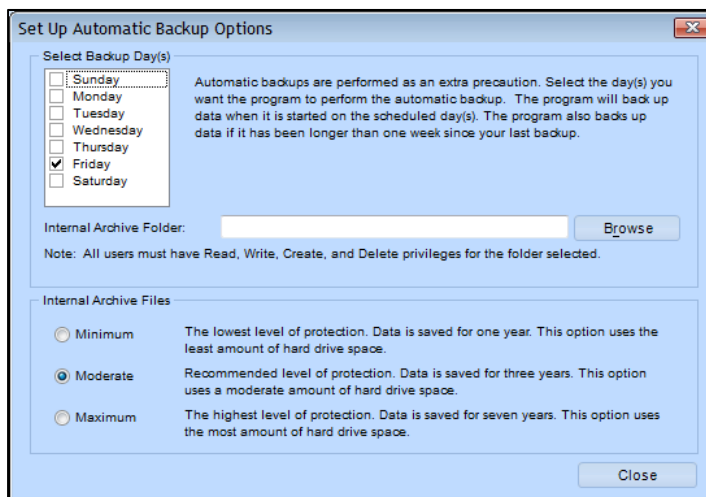 Set Up Automatic Backup Options
Select Backup Day(s)
Sunday
Monday
Tuesday
Wednesday
Thursday
Friday
Saturday
Automatic backups are performed as an extra precaution. Select the day(s) you
want the program to perform the automatic backup. The program will back up
data when it is started on the scheduled day(s). The program also backs up
data if it has been longer than one week since your last backup.
Internal Archive Folder:
Browse
Note: All users must have Read, Write, Create, and Delete privileges for the folder selected.
Internal Archive Files
Minimum
The lowest level of protection. Data is saved for one year. This option uses the
least amount of hard drive space.
Moderate
Recommended level of protection. Data is saved for three years. This option
uses a moderate amount of hard drive space.
Maximum
The highest level of protection. Data is saved for seven years. This option uses
the most amount of hard drive space.
Close